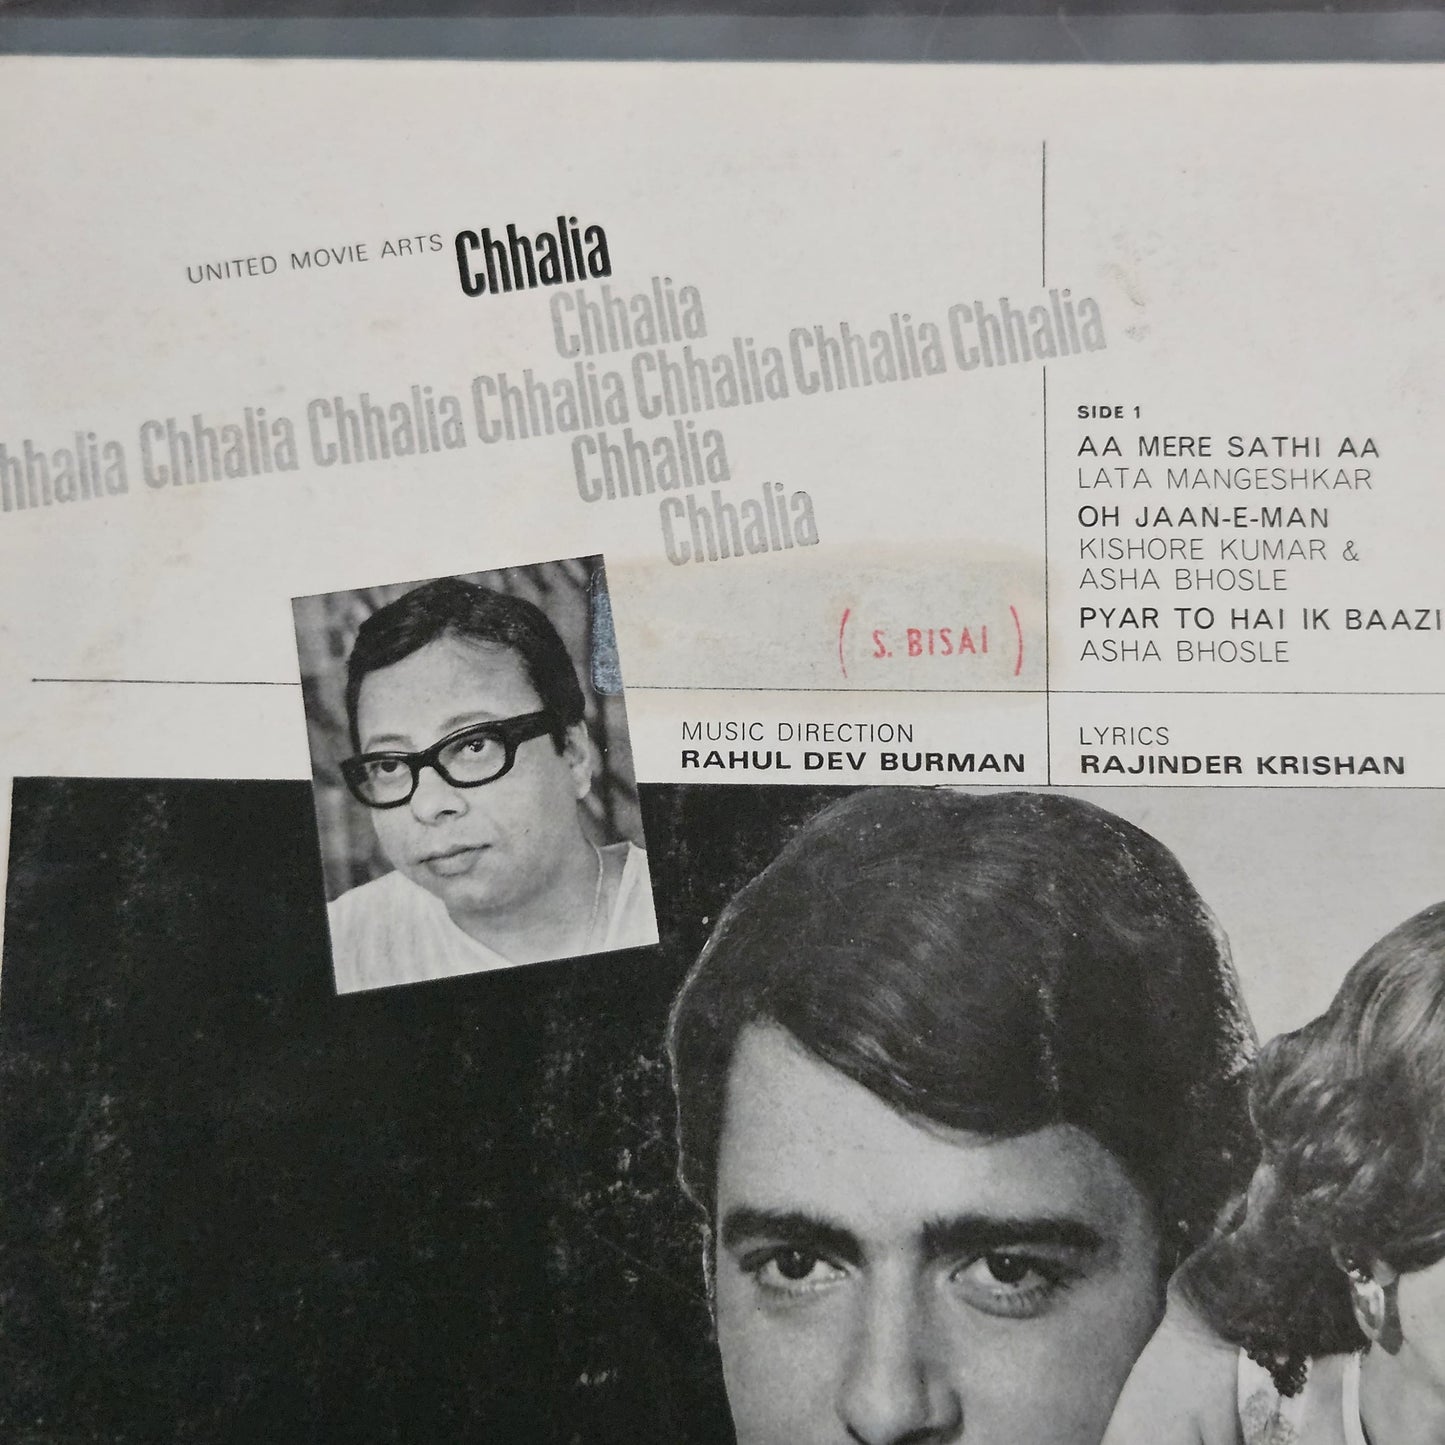 UNITED MOVIE ARTS Chhalia
Chhalia
hhalia Chhalia Chhalia Chhalia Chhalia Chhalia Chhalia
Chhalia
Chhalia
( S. BISAI )
MUSIC DIRECTION
RAHUL DEV BURMAN
SIDE 1
AA MERE SATHI AA
LATA MANGESHKAR
OH JAAN-E-MAN
KISHORE KUMAR &
ASHA BHOSLE
PYAR TO HAI IK BAAZI
ASHA BHOSLE
LYRICS
RAJINDER KRISHAN